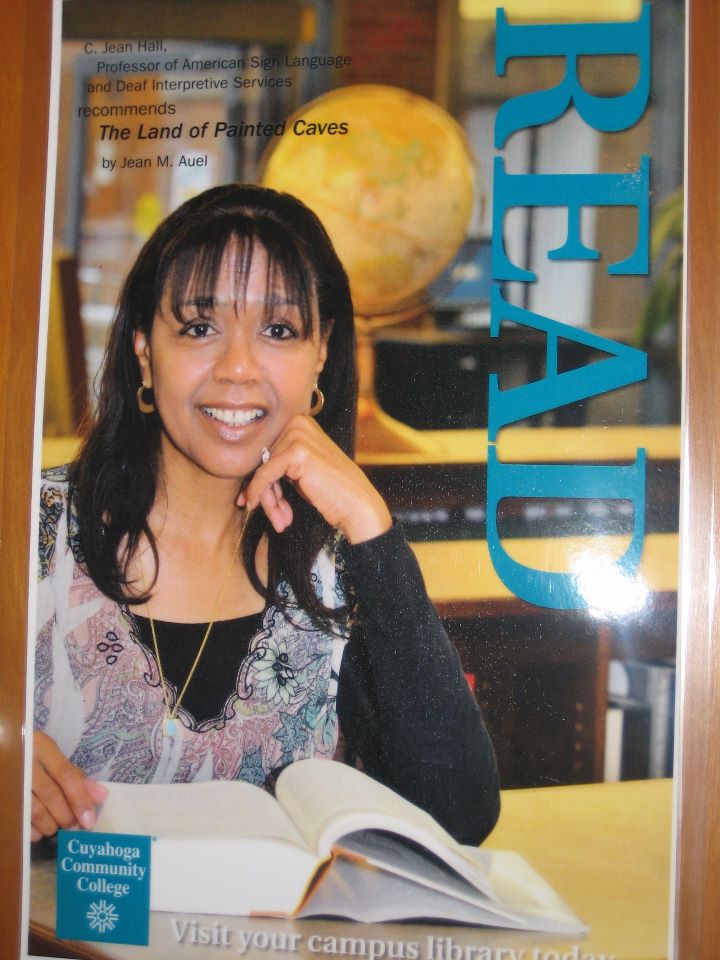 C. Jean Hall,
Professor of American Sign Language
and Deaf Interpretive Services
recommends
The Land of Painted Caves
by Jean M. Auel
READ
Cuyahoga
Community
College
Visit your campus library today